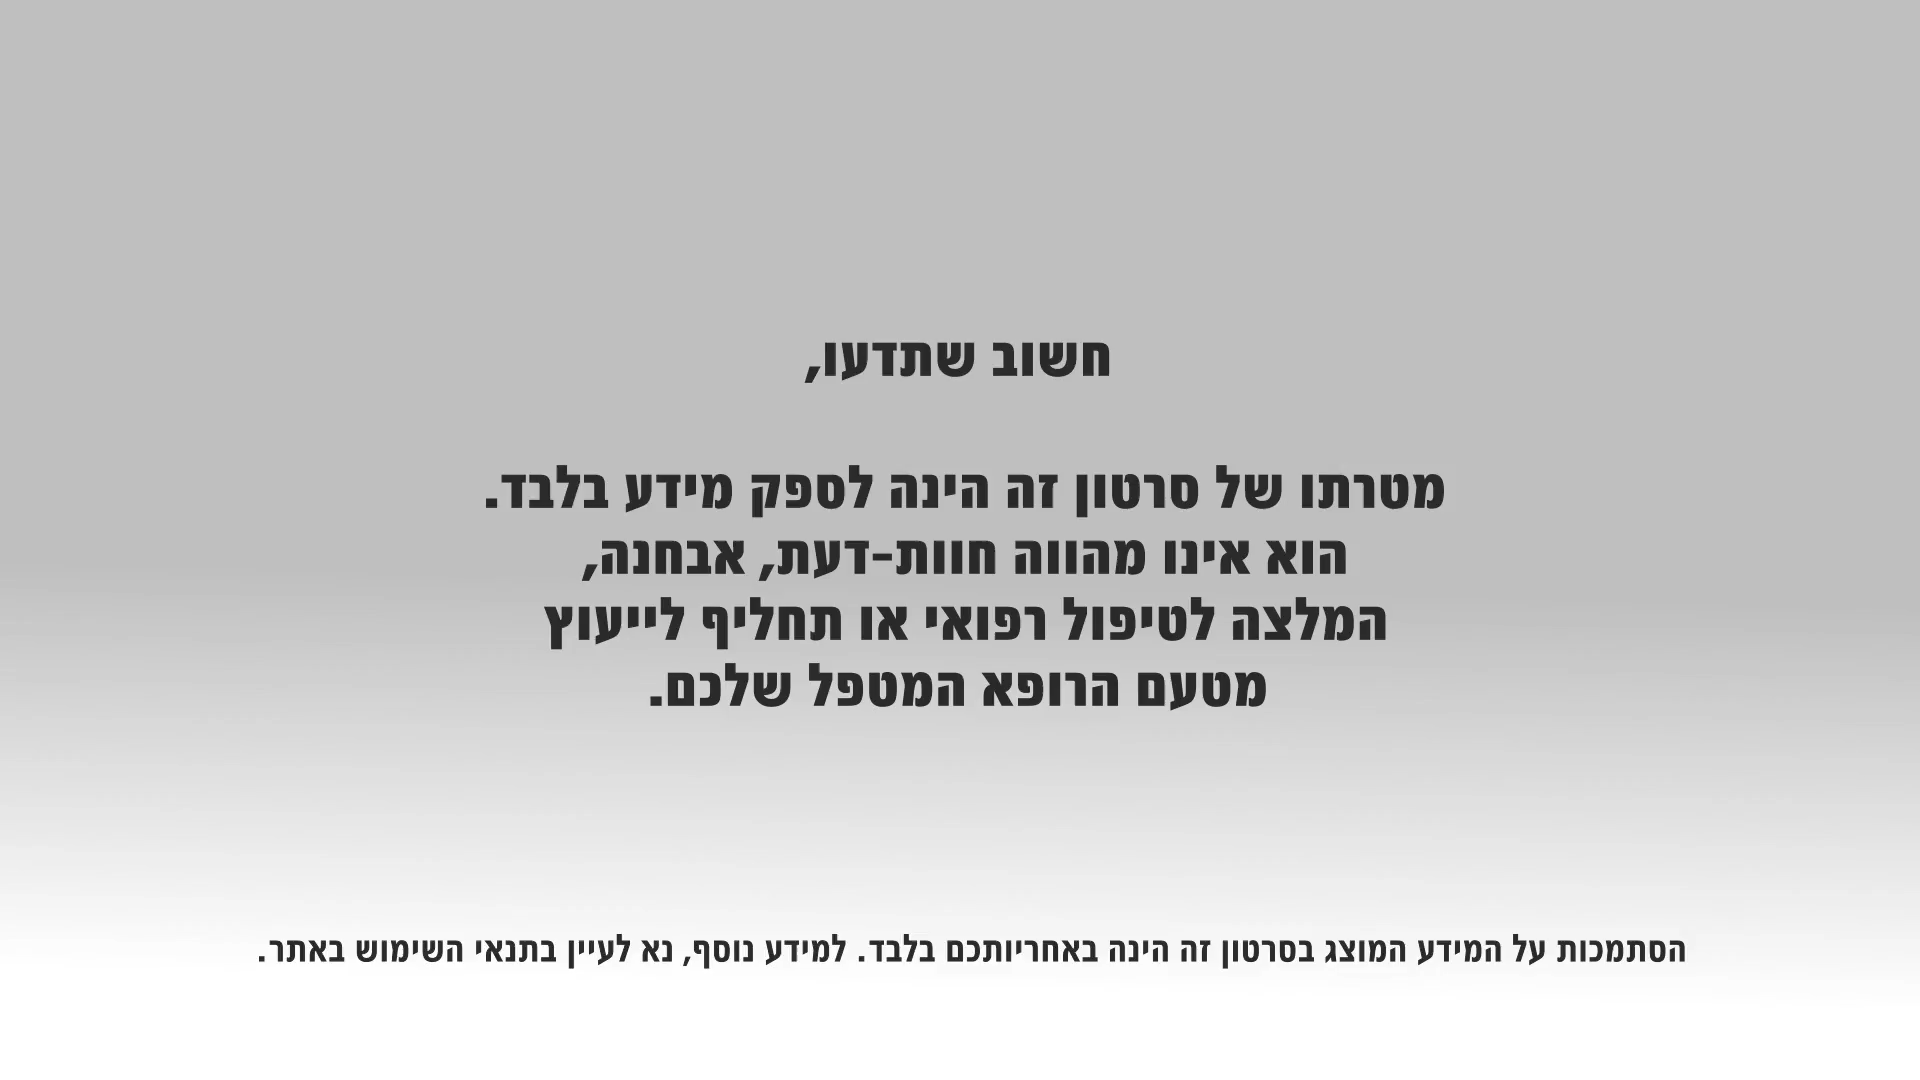 חשוב שתדעו,
מטרתו של סרטון זה הינה לספק מידע בלבד.
הוא אינו מהווה חוות-דעת, אבחנה,
המלצה לטיפול רפואי או תחליף לייעוץ
מטעם הרופא המטפל שלכם.
הסתמכות על המידע המוצג בסרטון זה הינה באחריותכם בלבד. למידע נוסף, נא לעיין בתנאי השימוש באתר.